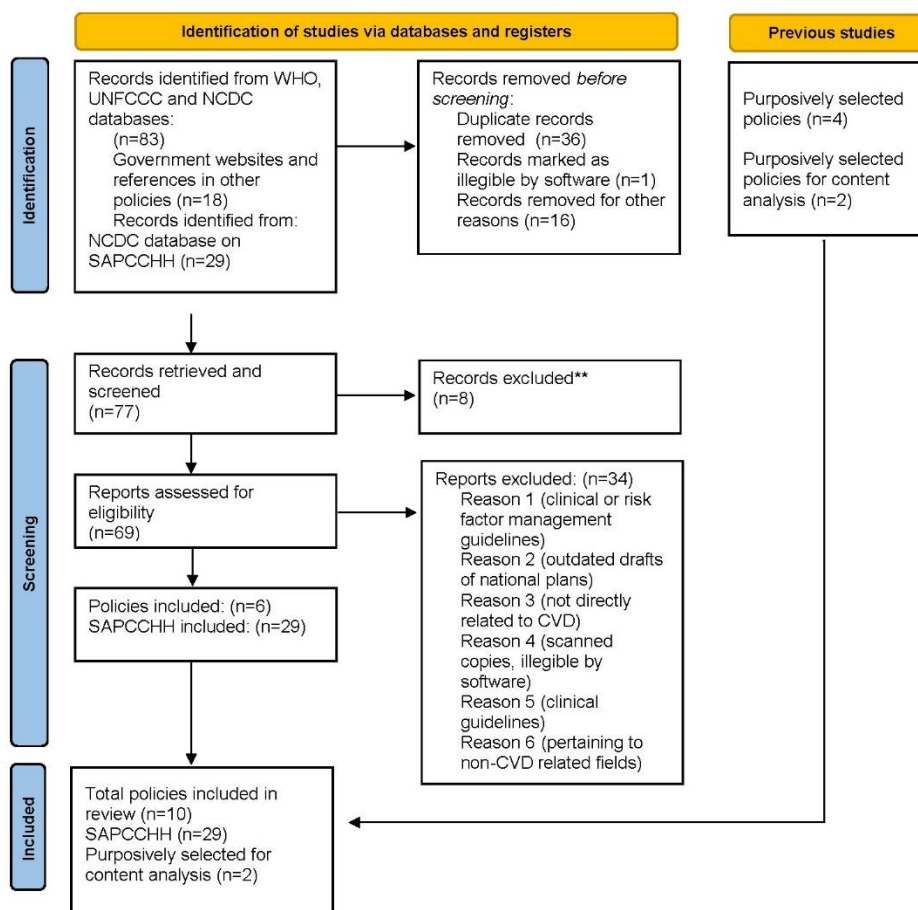 Identification of studies via databases and registers
Previous studies
Identification
Records identified from WHO,
UNFCCC and NCDC
databases:
(n=83)
Government websites and
references in other
policies (n=18)
Records identified from:
NCDC database on
SAPCCHH (n=29)
Records removed before
screening:
Duplicate records
removed (n=36)
Records marked as
illegible by software (n=1)
Records removed for other
reasons (n=16)
Purposively selected
policies (n=4)
Purposively selected
policies for content
analysis (n=2)
Screening
Records retrieved and
screened
(n=77)
Records excluded**
(n=8)
Reports assessed for
eligibility
(n=69)
Reports excluded: (n=34)
Reason 1 (clinical or risk
factor management
guidelines)
Reason 2 (outdated drafts
of national plans)
Reason 3 (not directly
related to CVD)
Reason 4 (scanned
copies, illegible by
software)
Reason 5 (clinical
guidelines)
Reason 6 (pertaining to
non-CVD related fields)
Policies included: (n=6)
SAPCCHH included: (n=29)
Included
Total policies included in
review (n=10)
SAPCCHH (n=29)
Purposively selected for
content analysis (n=2)